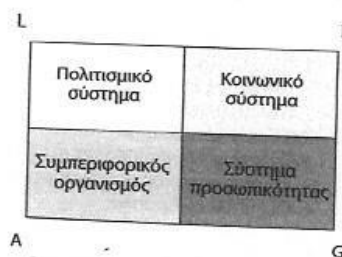 L
Πολιτισμικό
σύστημα
Κοινωνικό
σύστημα
Συμπεριφορικός
οργανισμός
Σύστημα
προσωπικότητας
A
G